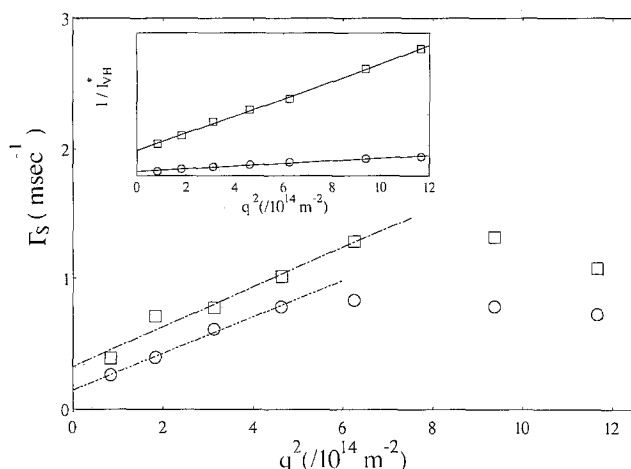 3
2
1
0
Γs ( msec⁻¹ )
1 / I*VH
0 2 4 6 8 10 12
q² (/10¹⁴ m⁻²)
0 2 4 6 8 10 12
q² (/10¹⁴ m⁻²)